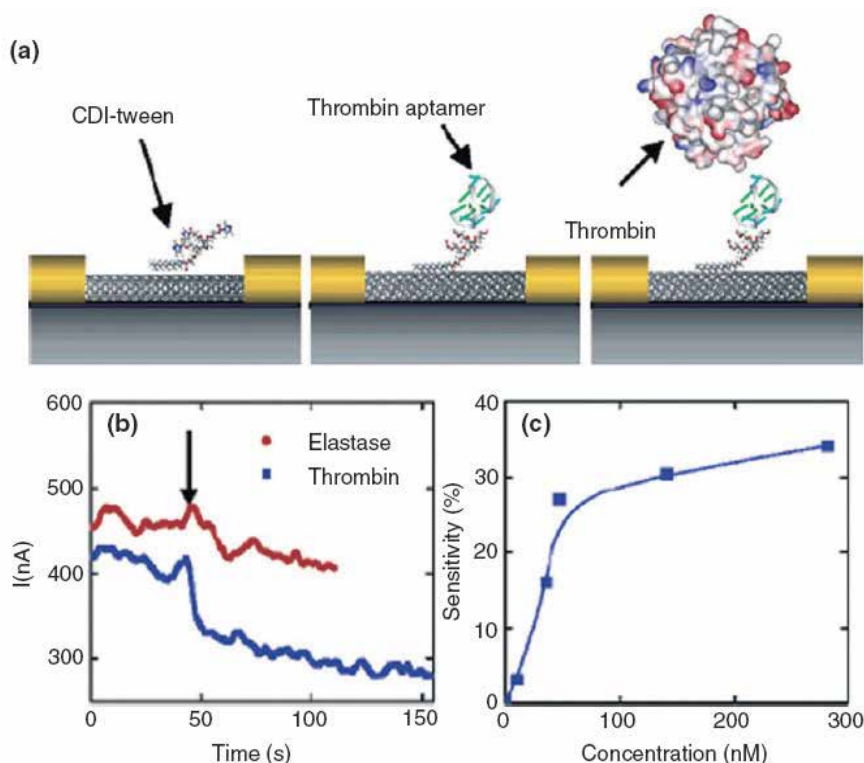 (a)
CDI-tween
Thrombin aptamer
Thrombin
(b)
Elastase
Thrombin
600
500
400
300
I(nA)
0
50
100
150
Time (s)
(c)
40
30
20
10
0
Sensitivity (%)
0
100
200
300
Concentration (nM)